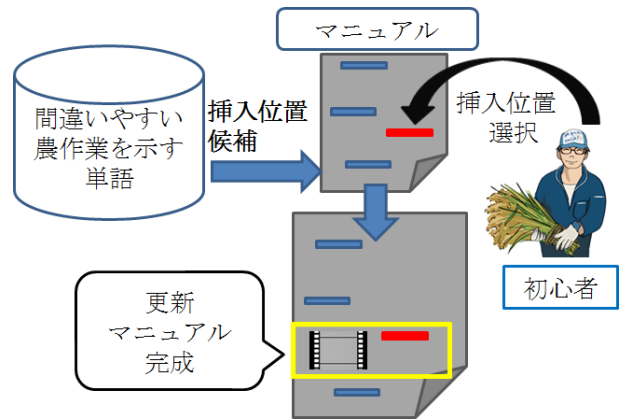 マニュアル
間違いやすい
農作業を示す
単語
挿入位置
候補
挿入位置
選択
初心者
更新
マニュアル
完成